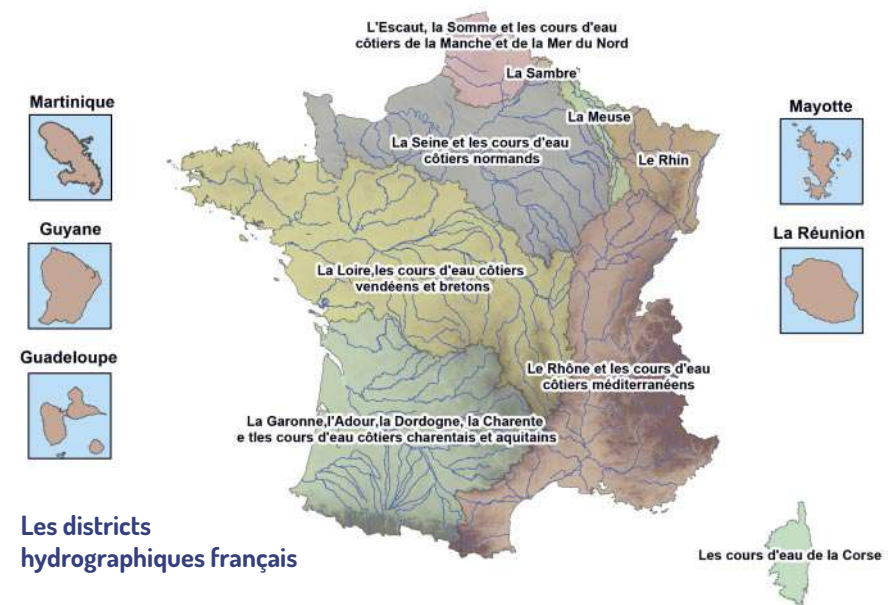 L'Escaut, la Somme et les cours d'eau
côtiers de la Manche et de la Mer du Nord
La Sambre
Martinique
La Meuse
Mayotte
La Seine et les cours d'eau
côtiers normands
Le Rhin
Guyane
La Réunion
La Loire,les cours d'eau côtiers
vendéens et bretons
Guadeloupe
Le Rhône et les cours d'eau
côtiers méditerranéens
La Garonne,l'Adour,la Dordogne, la Charente
e tles cours d'eau côtiers charentais et aquitains
Les districts
hydrographiques français
Les cours d'eau de la Corse